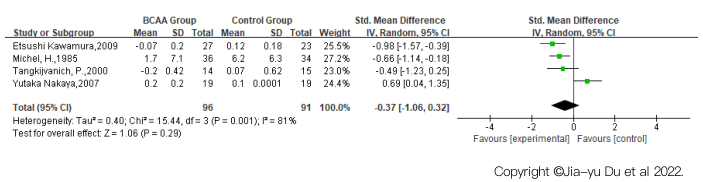 BCAA Group Control Group Std. Mean Difference Std. Mean Difference
Study or Subgroup Mean SD Total Mean SD Total Weight IV, Random, 95% CI IV, Random, 95% CI
Etsushi Kawamura,2009 -0.07 0.2 27 0.12 0.18 23 25.5% -0.98 [-1.57, -0.39]
Michel, H.,1985 1.7 7.1 36 6.2 6.3 34 27.2% -0.66 [-1.14, -0.18]
Tangkijvanich, P.,2000 -0.2 0.42 14 0.07 0.62 15 22.5% -0.49 [-1.23, 0.25]
Yutaka Nakaya,2007 0.2 0.2 19 0.1 0.0001 19 24.9% 0.69 [0.04, 1.35]
Total (95% CI) 96 91 100.0% -0.37 [-1.06, 0.32]
Heterogeneity: Tau² = 0.40; Chi² = 15.44, df = 3 (P = 0.001); I² = 81%
Test for overall effect: Z = 1.06 (P = 0.29)
-4 -2 0 2 4
Favours [experimental] Favours [control]
Copyright ©Jia-yu Du et al 2022.